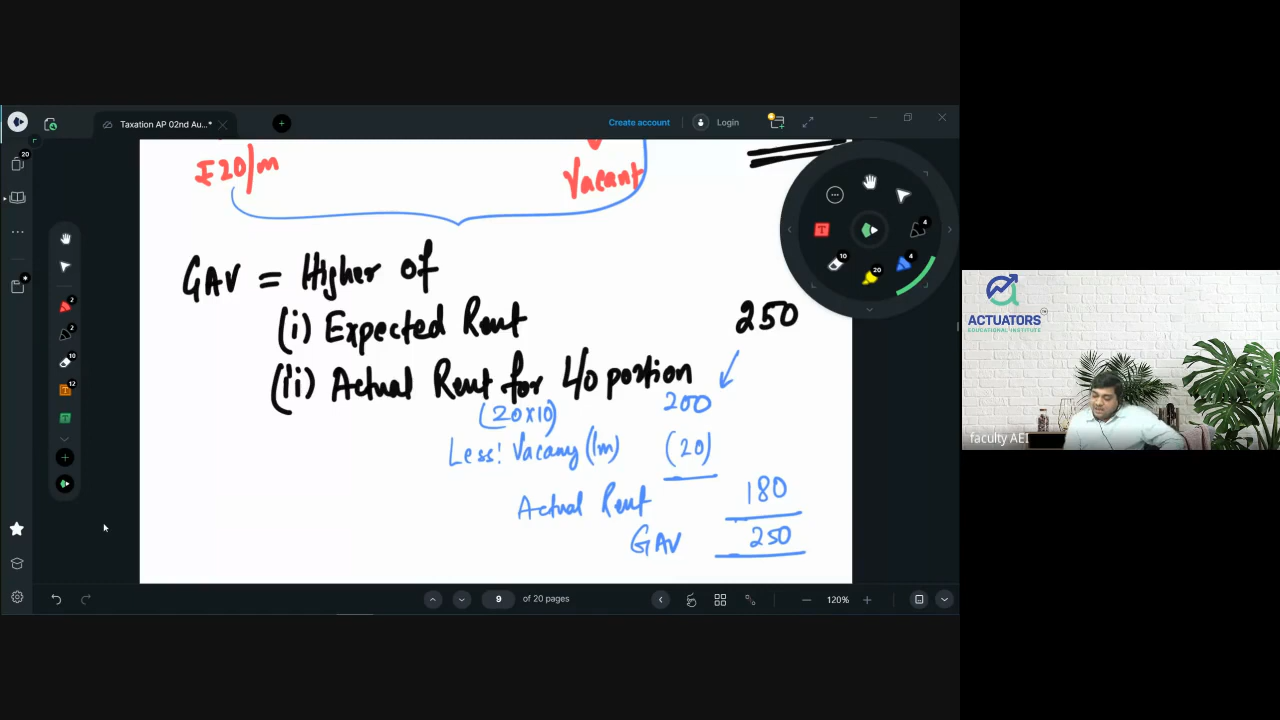 Taxation AP 02nd Au...*
Create account
Login
₹20/m
Vacant
GAV = Higher of
(i) Expected Rent 250
(ii) Actual Rent for L/O portion
(20x10) 200
Less: Vacancy (1m) (20)
Actual Rent 180
GAV 250
9 of 20 pages
120%
ACTUATORS
EDUCATIONAL INSTITUTE
faculty AEI